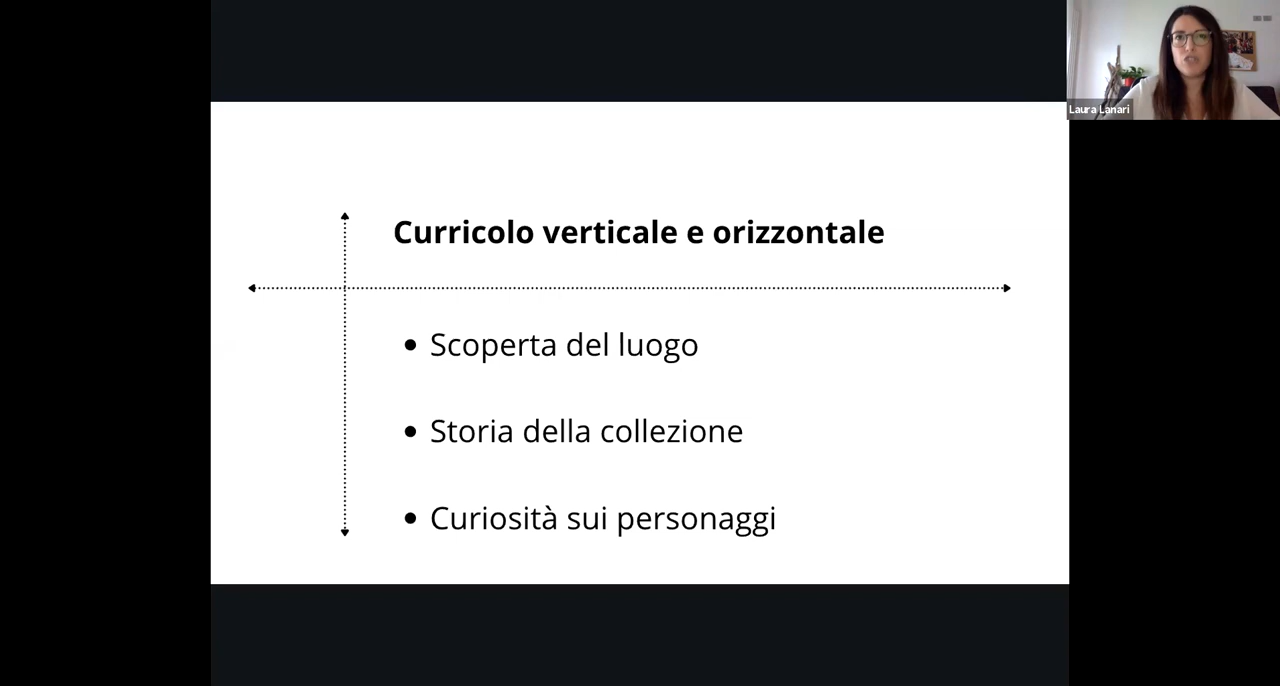 Laura Lanari
Curricolo verticale e orizzontale
Scoperta del luogo
Storia della collezione
Curiosità sui personaggi